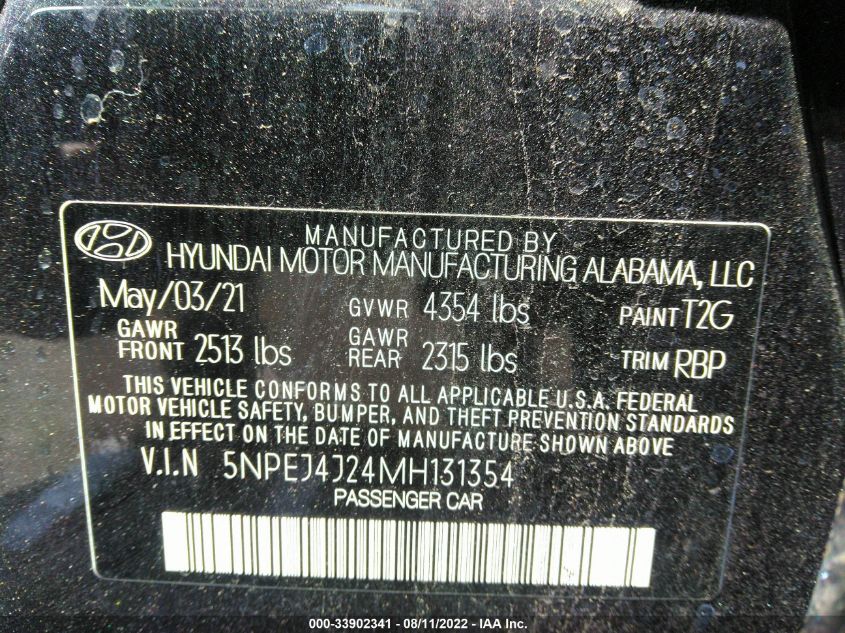 MANUFACTURED BY
HYUNDAI MOTOR MANUFACTURING ALABAMA, LLC
May/03/21 GVWR 4354 lbs PAINT T2G
GAWR FRONT 2513 lbs GAWR REAR 2315 lbs TRIM RBP
THIS VEHICLE CONFORMS TO ALL APPLICABLE U.S.A. FEDERAL
MOTOR VEHICLE SAFETY, BUMPER, AND THEFT PREVENTION STANDARDS
IN EFFECT ON THE DATE OF MANUFACTURE SHOWN ABOVE
V.I.N 5NPEJ4J24MH131354
PASSENGER CAR
000-33902341 - 08/11/2022 - IAA Inc.